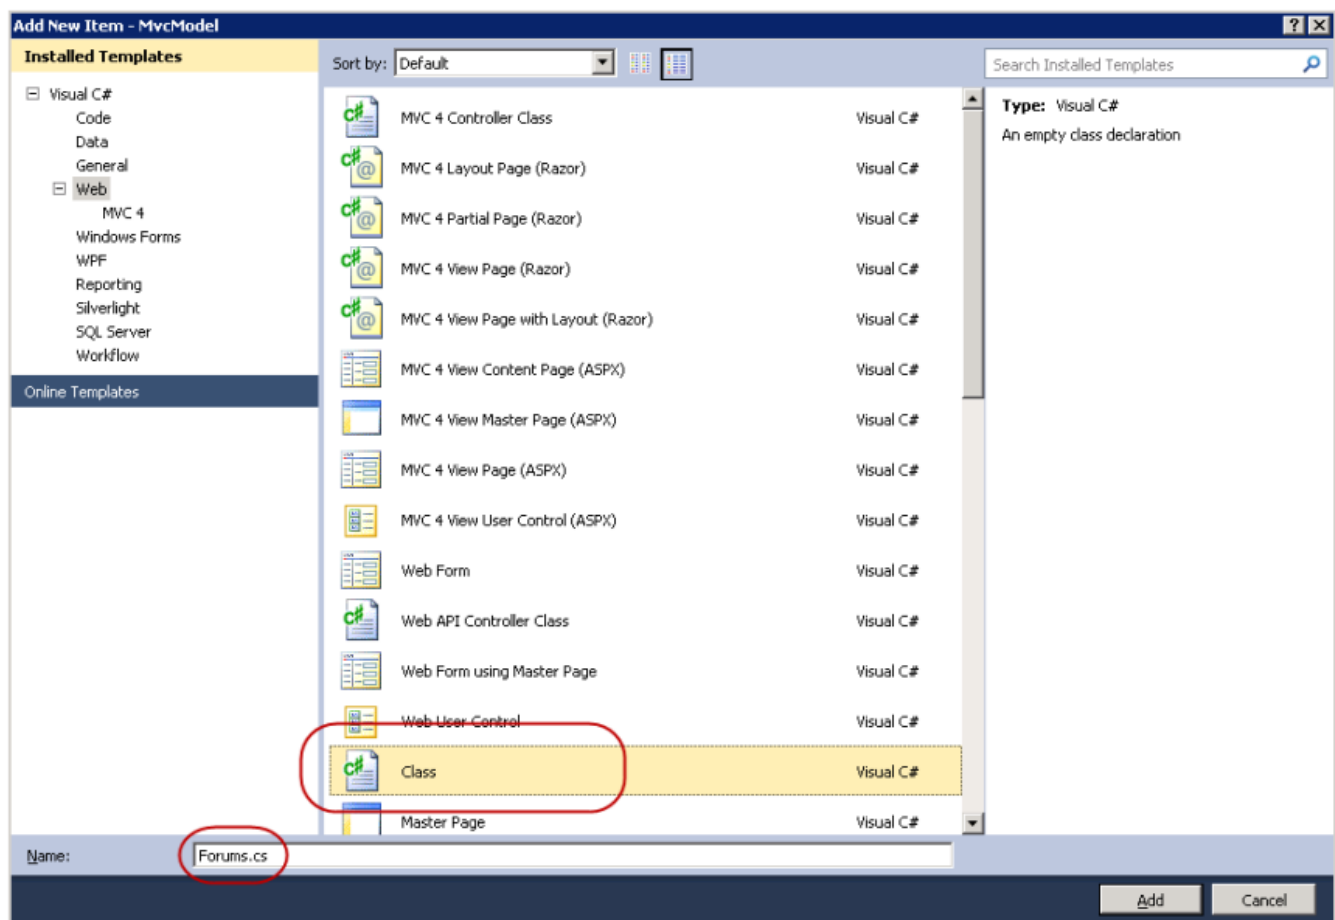 Add New Item - MvcModel
Installed Templates
Sort by: Default
Search Installed Templates
Visual C#
Code
Data
General
Web
MVC 4
Windows Forms
WPF
Reporting
Silverlight
SQL Server
Workflow
Online Templates
MVC 4 Controller Class Visual C#
MVC 4 Layout Page (Razor) Visual C#
MVC 4 Partial Page (Razor) Visual C#
MVC 4 View Page (Razor) Visual C#
MVC 4 View Page with Layout (Razor) Visual C#
MVC 4 View Content Page (ASPX) Visual C#
MVC 4 View Master Page (ASPX) Visual C#
MVC 4 View Page (ASPX) Visual C#
MVC 4 View User Control (ASPX) Visual C#
Web Form Visual C#
Web API Controller Class Visual C#
Web Form using Master Page Visual C#
Web User Control Visual C#
Class Visual C#
Master Page Visual C#
Type: Visual C#
An empty class declaration
Name: Forums.cs
Add Cancel